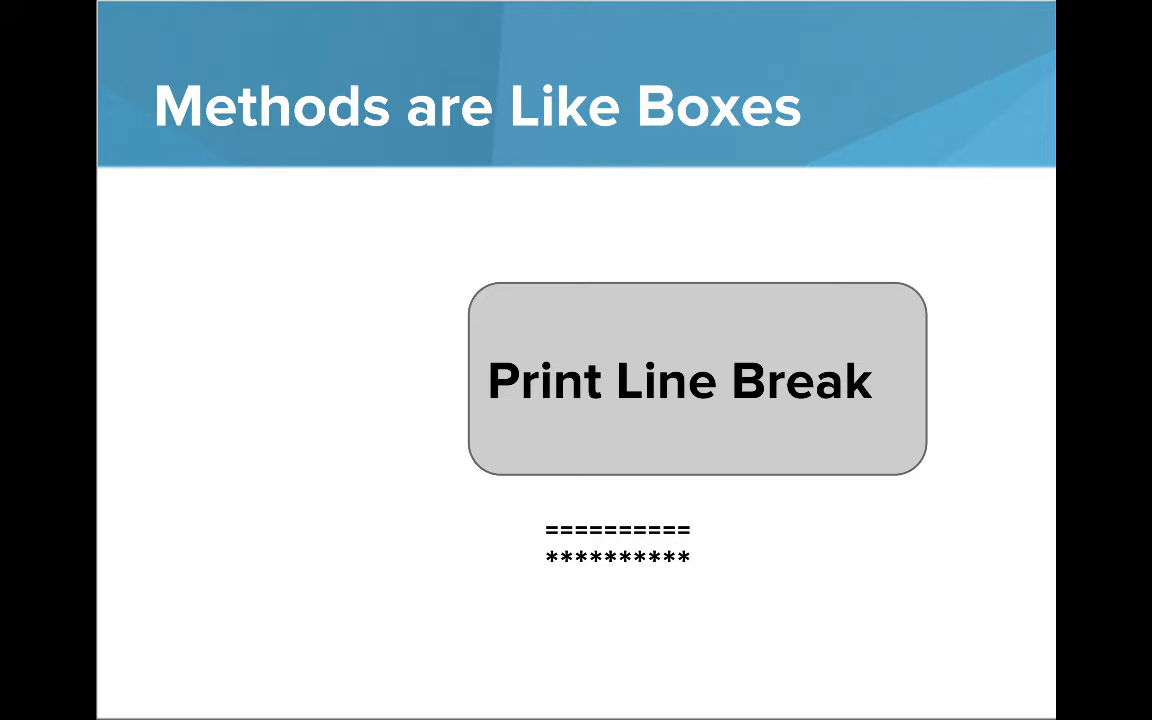 Methods are Like Boxes
Print Line Break
==========
**********